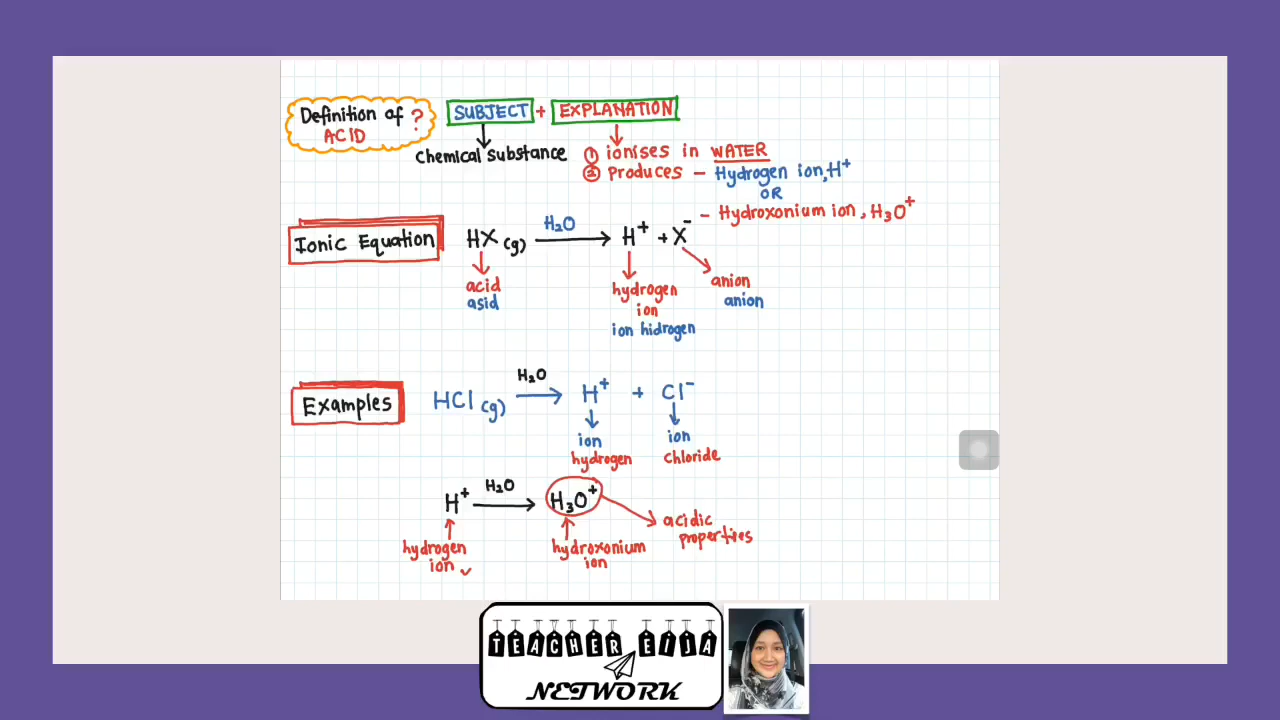 Definition of ACID ?
SUBJECT + EXPLANATION
Chemical substance
① ionises in WATER
② produces - Hydrogen ion, H⁺
OR
- Hydroxonium ion, H₃O⁺
Ionic Equation
HX (g) H₂O → H⁺ + X⁻
acid
asid
hydrogen
ion
ion hidrogen
anion
anion
Examples
HCl (g) H₂O → H⁺ + Cl⁻
ion
hydrogen
ion
chloride
H⁺ H₂O → H₃O⁺
hydrogen
ion
hydroxonium
ion
acidic
properties
TEACHER EIJA
NETWORK